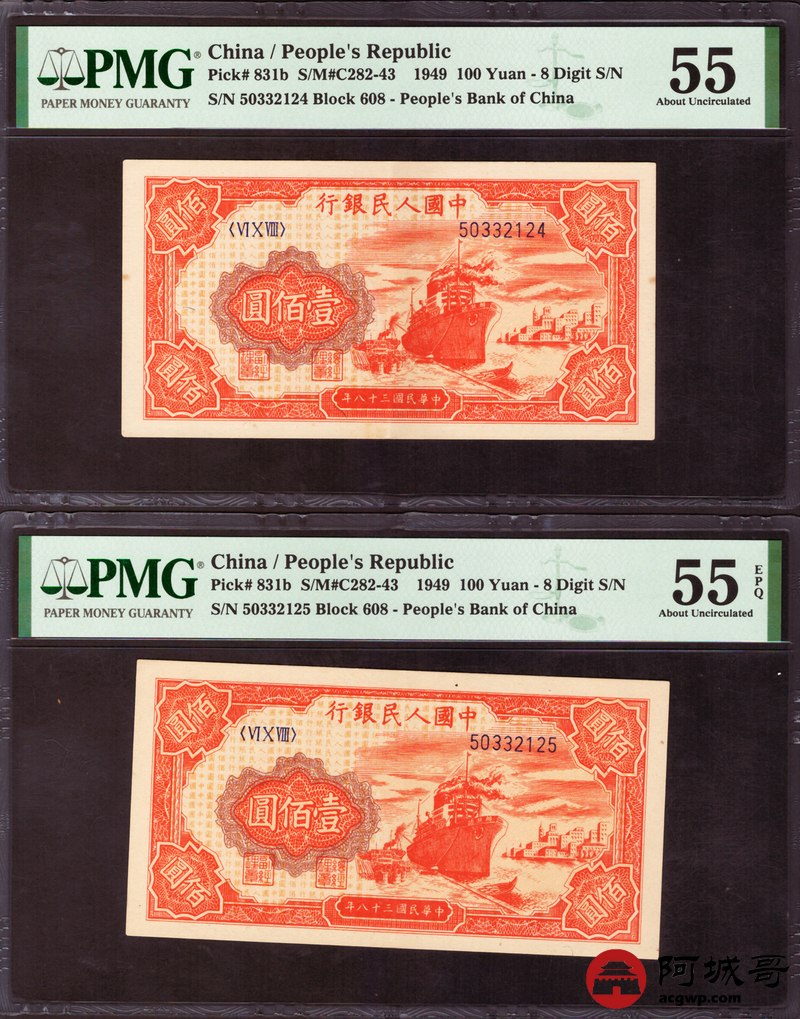 PMG®
PAPER MONEY GUARANTY
China / People's Republic
Pick# 831b S/M#C282-43 1949 100 Yuan - 8 Digit S/N
S/N 50332124 Block 608 - People's Bank of China
55
About Uncirculated
佰圓
行銀民人國中
佰圓
〈VI X VIII〉
50332124
圓佰壹
佰圓
年八十三國民華中
佰圓
PMG®
PAPER MONEY GUARANTY
China / People's Republic
Pick# 831b S/M#C282-43 1949 100 Yuan - 8 Digit S/N
S/N 50332125 Block 608 - People's Bank of China
55
EPQ
About Uncirculated
佰圓
行銀民人國中
佰圓
〈VI X VIII〉
50332125
圓佰壹
佰圓
年八十三國民華中
佰圓
阿城哥
acgwp.com